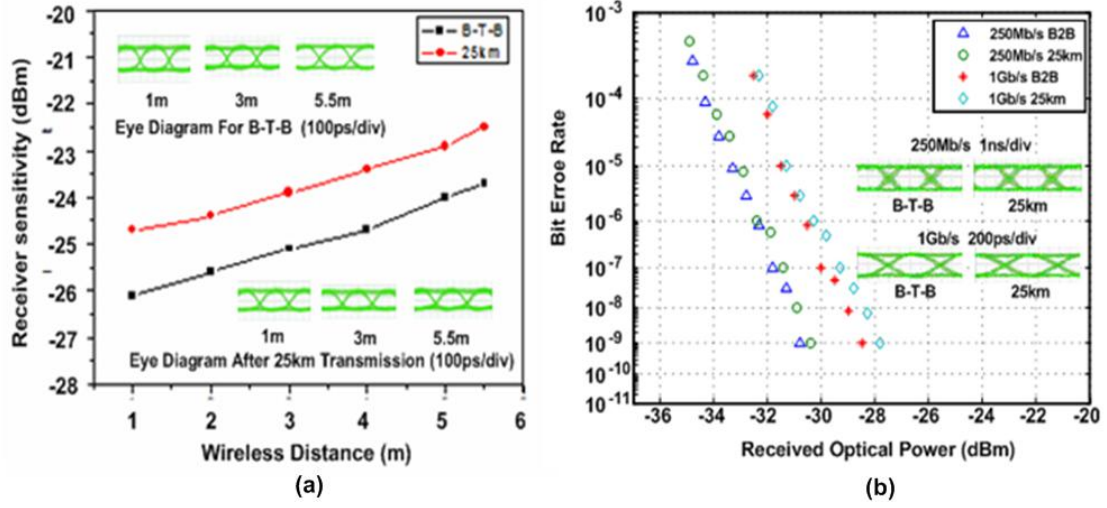 -20
-21
-22
-23
-24
-25
-26
-27
-28
Receiver sensitivity (dBm)
B-T-B
25km
1m 3m 5.5m
Eye Diagram For B-T-B (100ps/div)
1m 3m 5.5m
Eye Diagram After 25km Transmission (100ps/div)
1 2 3 4 5 6
Wireless Distance (m)
(a)
10-3
10-4
10-5
10-6
10-7
10-8
10-9
10-10
10-11
Bit Erroe Rate
250Mb/s B2B
250Mb/s 25km
1Gb/s B2B
1Gb/s 25km
250Mb/s 1ns/div
B-T-B 25km
1Gb/s 200ps/div
B-T-B 25km
-36 -34 -32 -30 -28 -26 -24 -22 -20
Received Optical Power (dBm)
(b)